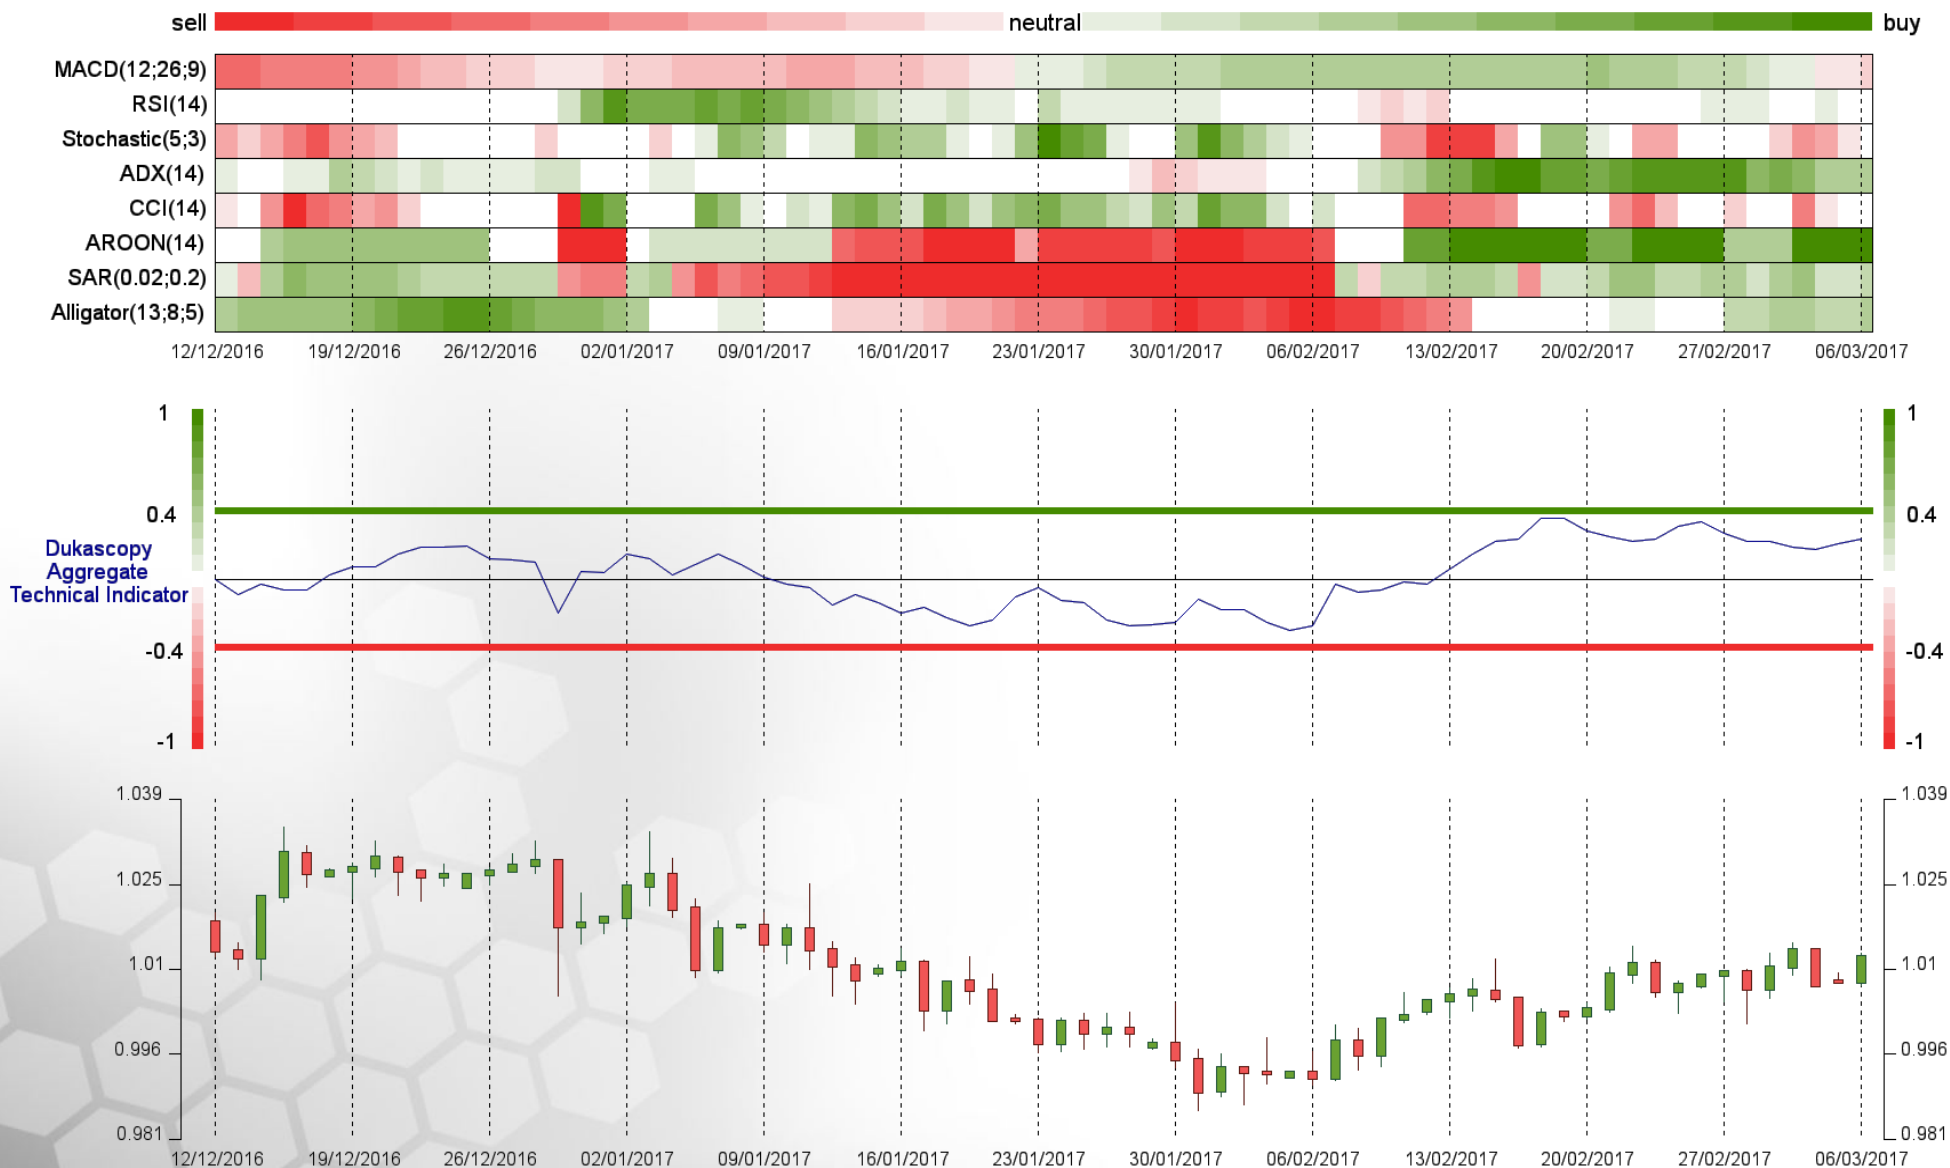 sell neutral buy
MACD(12;26;9)
RSI(14)
Stochastic(5;3)
ADX(14)
CCI(14)
AROON(14)
SAR(0.02;0.2)
Alligator(13;8;5)
12/12/2016 19/12/2016 26/12/2016 02/01/2017 09/01/2017 16/01/2017 23/01/2017 30/01/2017 06/02/2017 13/02/2017 20/02/2017 27/02/2017 06/03/2017
1 1
0.4 0.4
Dukascopy
Aggregate
Technical Indicator
-0.4 -0.4
-1 -1
1.039 1.039
1.025 1.025
1.01 1.01
0.996 0.996
0.981 0.981
12/12/2016 19/12/2016 26/12/2016 02/01/2017 09/01/2017 16/01/2017 23/01/2017 30/01/2017 06/02/2017 13/02/2017 20/02/2017 27/02/2017 06/03/2017